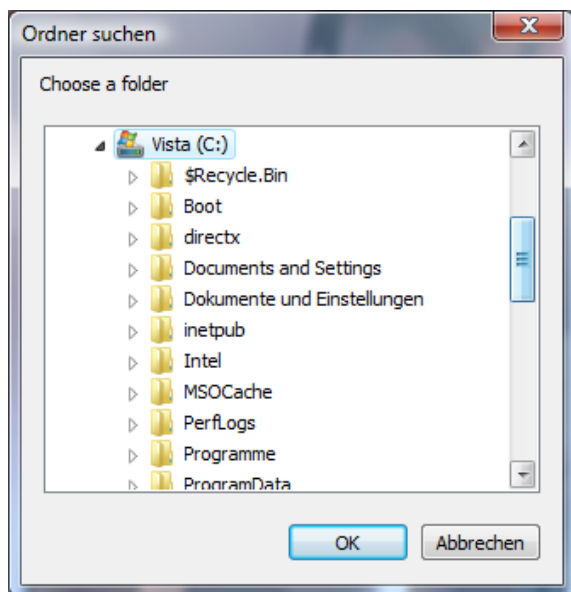 Ordner suchen
Choose a folder
Vista (C:)
$Recycle.Bin
Boot
directx
Documents and Settings
Dokumente und Einstellungen
inetpub
Intel
MSOCache
PerfLogs
Programme
ProgramData
OK Abbrechen